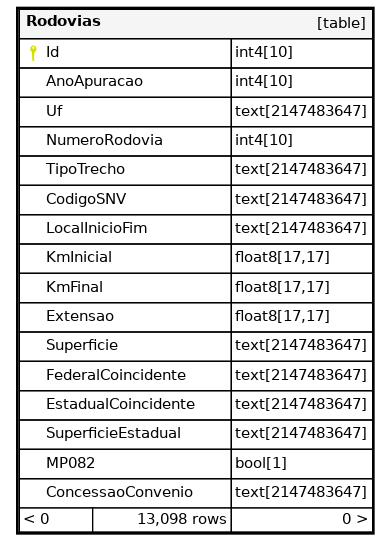 Rodovias [table]
Id int4[10]
AnoApuracao int4[10]
Uf text[2147483647]
NumeroRodovia int4[10]
TipoTrecho text[2147483647]
CodigoSNV text[2147483647]
LocalInicioFim text[2147483647]
KmInicial float8[17,17]
KmFinal float8[17,17]
Extensao float8[17,17]
Superficie text[2147483647]
FederalCoincidente text[2147483647]
EstadualCoincidente text[2147483647]
SuperficieEstadual text[2147483647]
MP082 bool[1]
ConcessaoConvenio text[2147483647]
< 0 13,098 rows 0 >